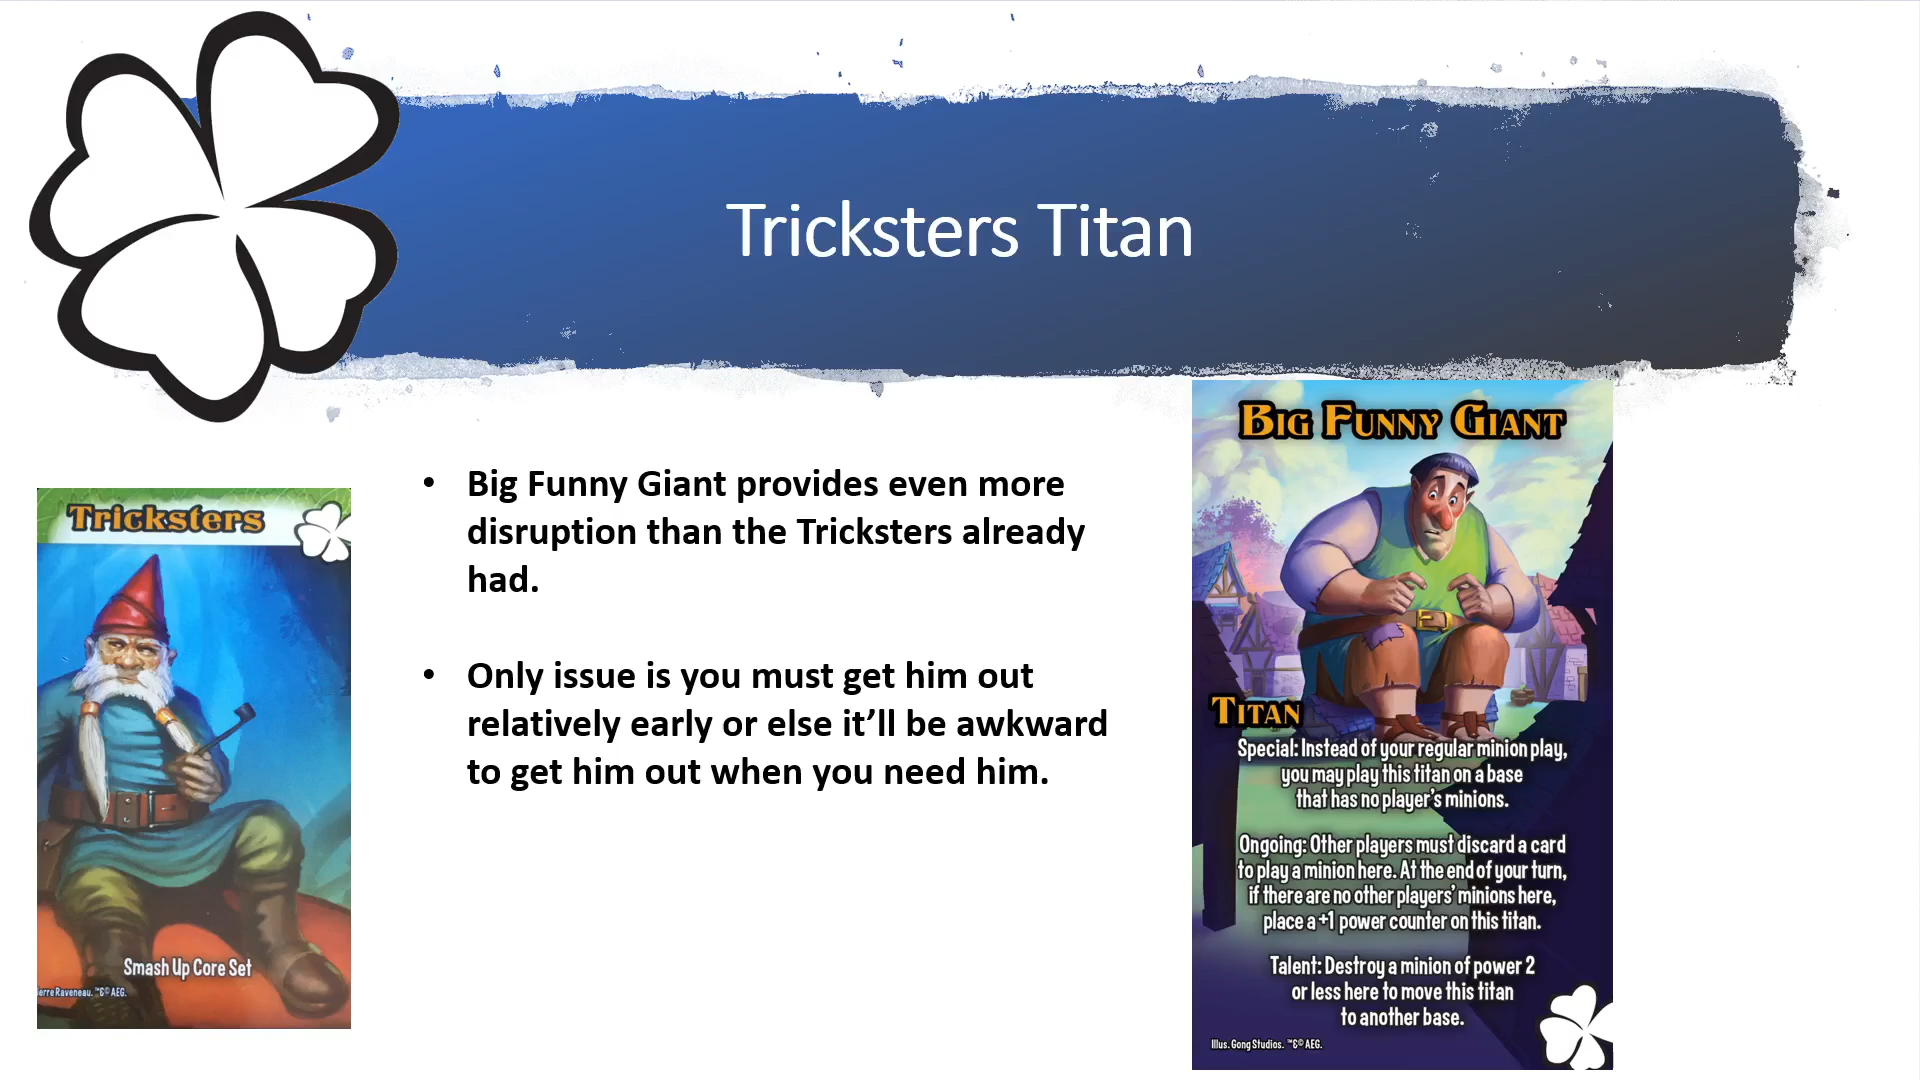 Tricksters Titan
Tricksters
Smash Up Core Set
erre Raveneau. ™&© AEG.
• Big Funny Giant provides even more
disruption than the Tricksters already
had.
• Only issue is you must get him out
relatively early or else it’ll be awkward
to get him out when you need him.
Big Funny Giant
Titan
Special: Instead of your regular minion play,
you may play this titan on a base
that has no player’s minions.
Ongoing: Other players must discard a card
to play a minion here. At the end of your turn,
if there are no other players’ minions here,
place a +1 power counter on this titan.
Talent: Destroy a minion of power 2
or less here to move this titan
to another base.
Illus. Gong Studios. ™&© AEG.